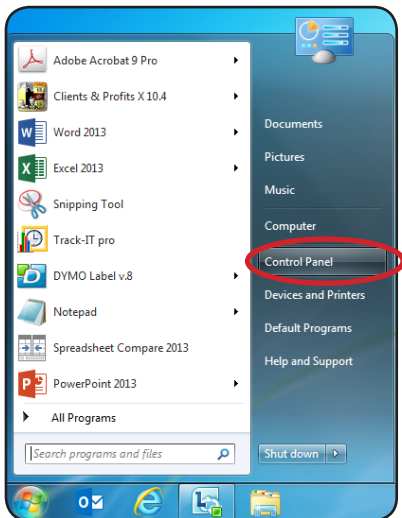 Adobe Acrobat 9 Pro
Clients & Profits X 10.4
Word 2013
Excel 2013
Snipping Tool
Track-IT pro
DYMO Label v.8
Notepad
Spreadsheet Compare 2013
PowerPoint 2013
All Programs
Search programs and files
Documents
Pictures
Music
Computer
Control Panel
Devices and Printers
Default Programs
Help and Support
Shut down